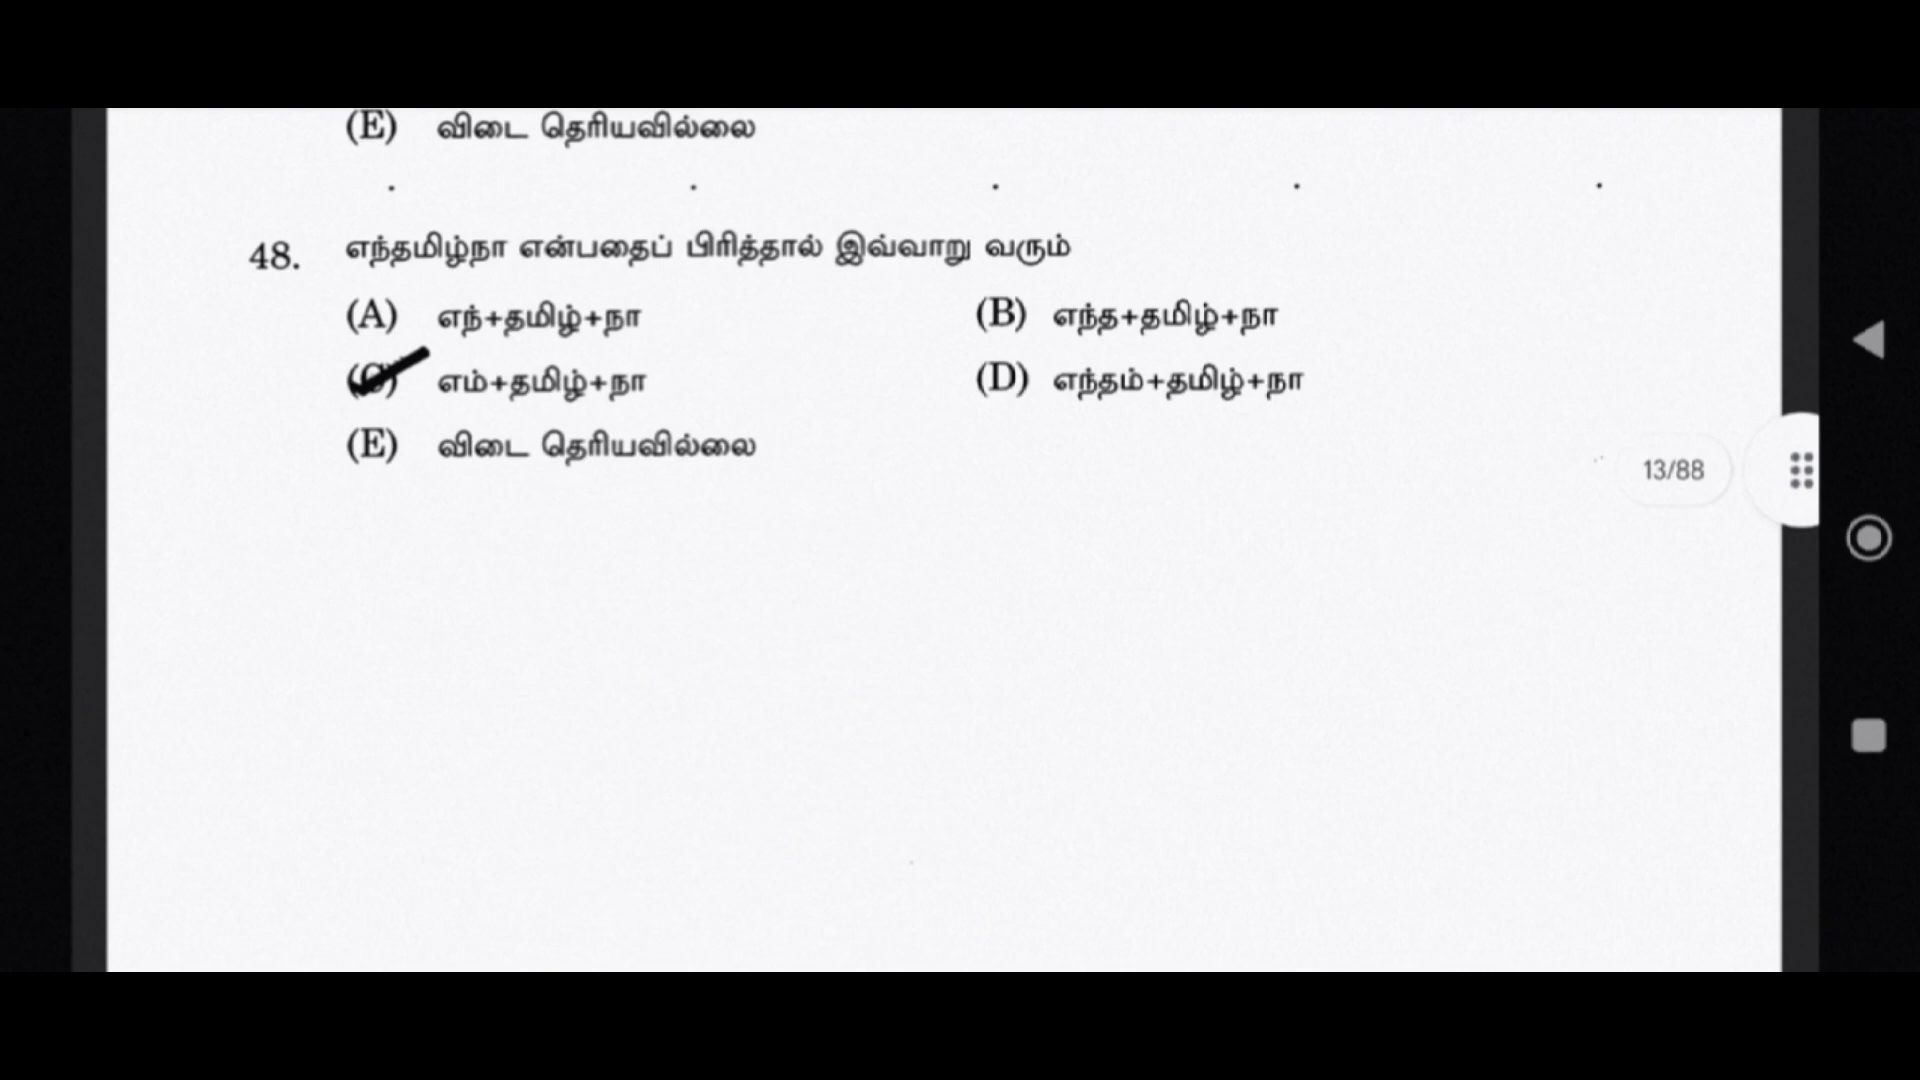 (E) விடை தெரியவில்லை
48. எந்தமிழ்நா என்பதைப் பிரித்தால் இவ்வாறு வரும்
(A) எந்+தமிழ்+நா (B) எந்த+தமிழ்+நா
(C) எம்+தமிழ்+நா (D) எந்தம்+தமிழ்+நா
(E) விடை தெரியவில்லை
13/88